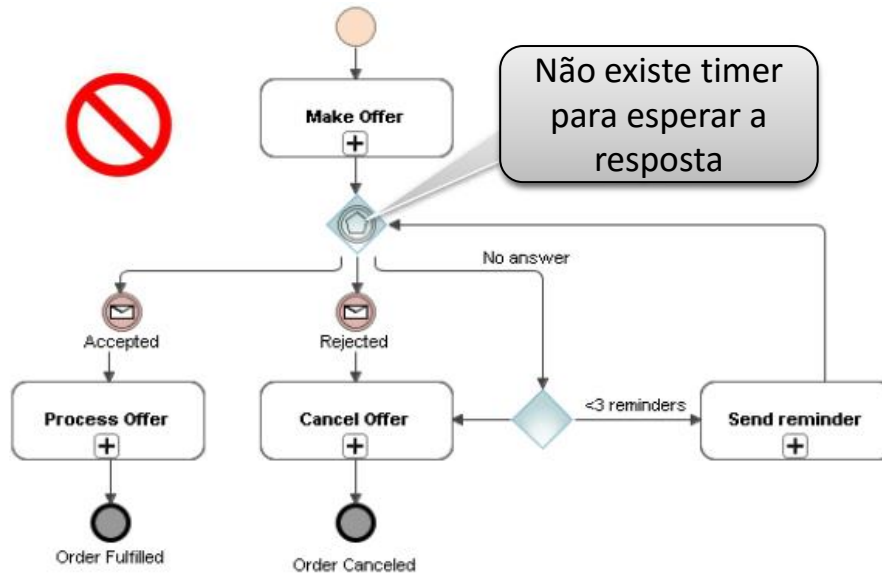 Não existe timer
para esperar a
resposta
Make Offer
No answer
Accepted
Rejected
Process Offer
Cancel Offer
<3 reminders
Send reminder
Order Fulfilled
Order Canceled